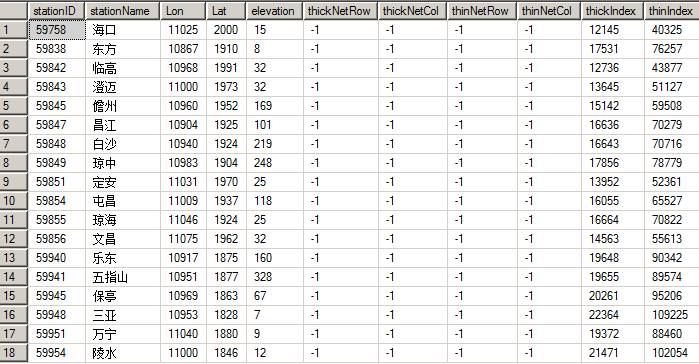 stationID stationName Lon Lat elevation thickNetRow thickNetCol thinNetRow thinNetCol thickIndex thinIndex
1 59758 海口 11025 2000 15 -1 -1 -1 -1 12145 40325
2 59838 东方 10867 1910 8 -1 -1 -1 -1 17531 76257
3 59842 临高 10968 1991 32 -1 -1 -1 -1 12736 43877
4 59843 澄迈 11000 1973 32 -1 -1 -1 -1 13645 51127
5 59845 儋州 10960 1952 169 -1 -1 -1 -1 15142 59508
6 59847 昌江 10904 1925 101 -1 -1 -1 -1 16636 70279
7 59848 白沙 10940 1924 219 -1 -1 -1 -1 16643 70716
8 59849 琼中 10983 1904 248 -1 -1 -1 -1 17856 78779
9 59851 定安 11031 1970 25 -1 -1 -1 -1 13952 52361
10 59854 屯昌 11009 1937 118 -1 -1 -1 -1 16055 65527
11 59855 琼海 11046 1924 25 -1 -1 -1 -1 16664 70822
12 59856 文昌 11075 1962 32 -1 -1 -1 -1 14563 55613
13 59940 乐东 10917 1875 160 -1 -1 -1 -1 19648 90342
14 59941 五指山 10951 1877 328 -1 -1 -1 -1 19655 89574
15 59945 保亭 10969 1863 67 -1 -1 -1 -1 20261 95206
16 59948 三亚 10953 1828 7 -1 -1 -1 -1 22364 109225
17 59951 万宁 11040 1880 9 -1 -1 -1 -1 19372 88460
18 59954 陵水 11000 1846 12 -1 -1 -1 -1 21471 102054